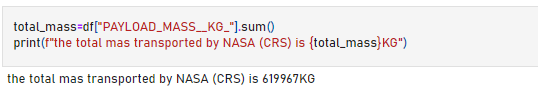 total_mass=df["PAYLOAD_MASS__KG_"].sum()
print(f"the total mas transported by NASA (CRS) is {total_mass}KG")
the total mas transported by NASA (CRS) is 619967KG